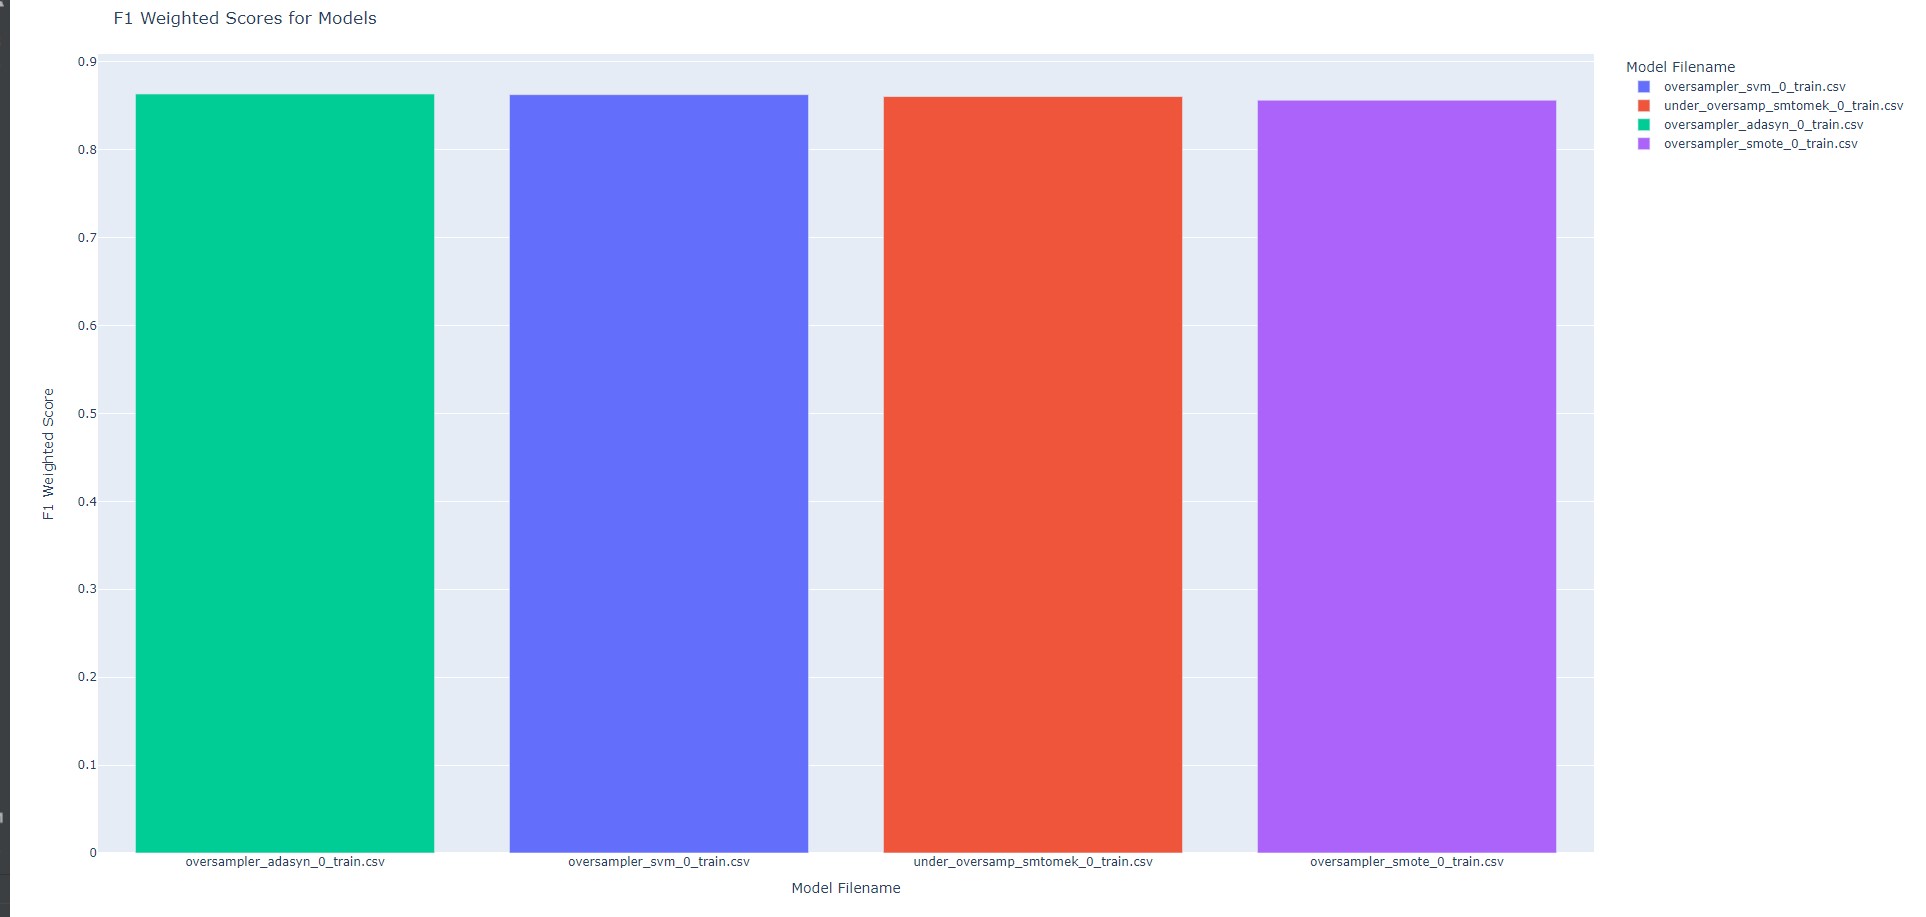 F1 Weighted Scores for Models
Model Filename
oversampler_svm_0_train.csv
under_oversamp_smtomek_0_train.csv
oversampler_adasyn_0_train.csv
oversampler_smote_0_train.csv
F1 Weighted Score
0.9
0.8
0.7
0.6
0.5
0.4
0.3
0.2
0.1
0
oversampler_adasyn_0_train.csv
oversampler_svm_0_train.csv
under_oversamp_smtomek_0_train.csv
oversampler_smote_0_train.csv
Model Filename